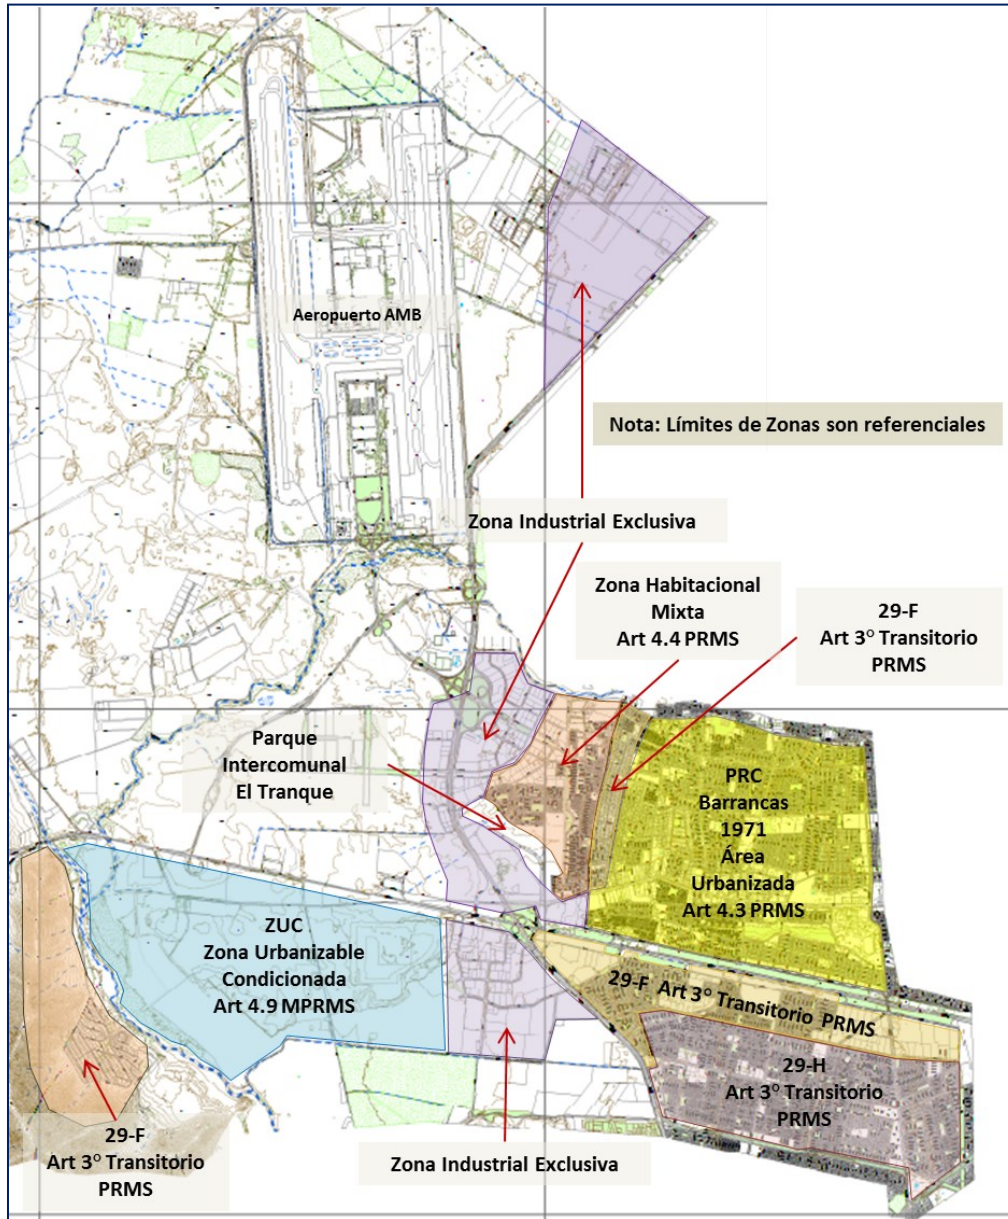 Aeropuerto AMB
Nota: Límites de Zonas son referenciales
Zona Industrial Exclusiva
Zona Habitacional
Mixta
Art 4.4 PRMS
29-F
Art 3° Transitorio
PRMS
Parque
Intercomunal
El Tranque
PRC
Barrancas
1971
Área
Urbanizada
Art 4.3 PRMS
ZUC
Zona Urbanizable
Condicionada
Art 4.9 MPRMS
29-F Art 3° Transitorio PRMS
29-H
Art 3° Transitorio
PRMS
29-F
Art 3° Transitorio
PRMS
Zona Industrial Exclusiva